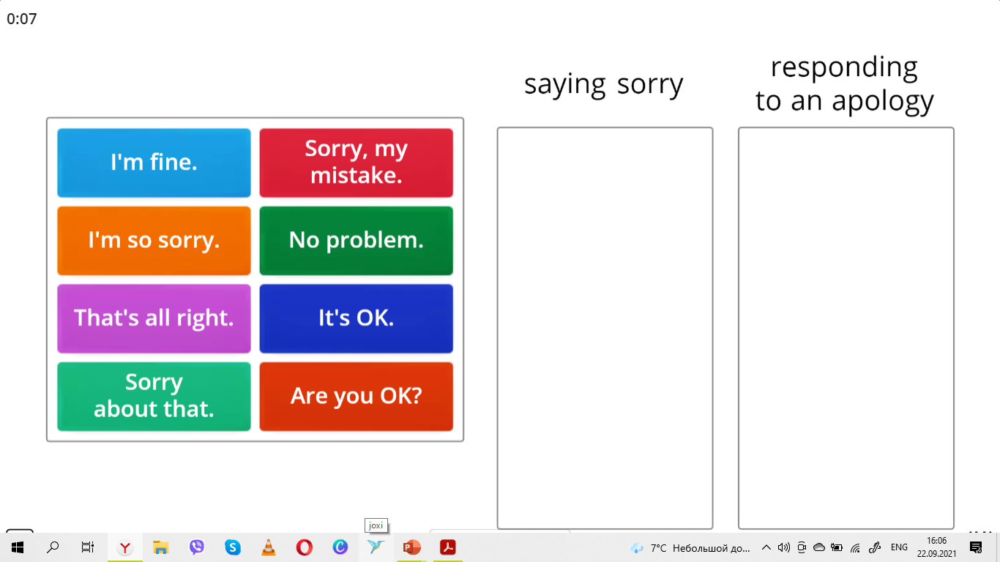 0:07
saying sorry
responding
to an apology
I'm fine.
Sorry, my
mistake.
I'm so sorry.
No problem.
That's all right.
It's OK.
Sorry
about that.
Are you OK?
joxi
7°C Небольшой до...
ENG
16:06
22.09.2021